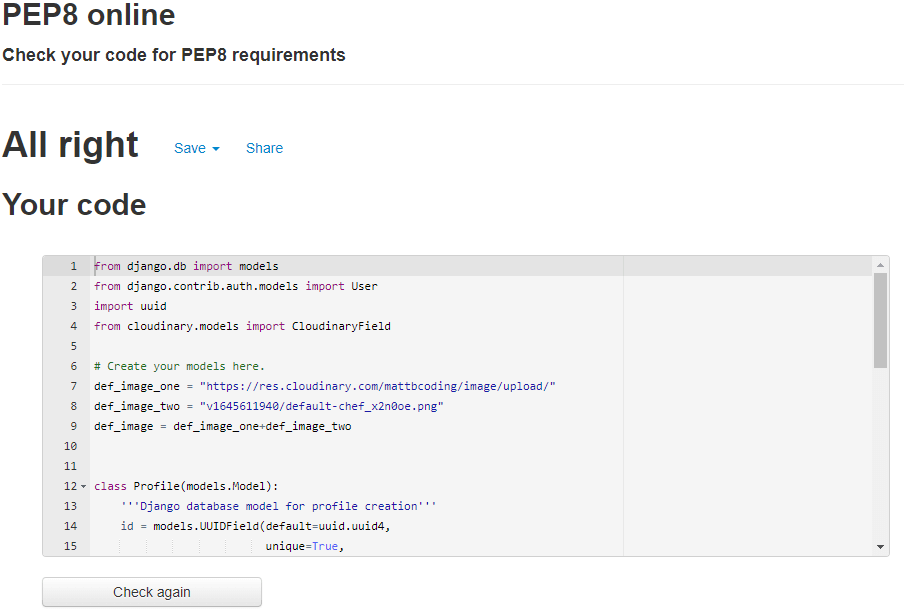 PEP8 online
Check your code for PEP8 requirements
All right Save Share
Your code
1 from django.db import models
2 from django.contrib.auth.models import User
3 import uuid
4 from cloudinary.models import CloudinaryField
5
6 # Create your models here.
7 def_image_one = "https://res.cloudinary.com/mattbcoding/image/upload/"
8 def_image_two = "v1645611940/default-chef_x2n0oe.png"
9 def_image = def_image_one+def_image_two
10
11
12 class Profile(models.Model):
13 '''Django database model for profile creation'''
14 id = models.UUIDField(default=uuid.uuid4,
15 unique=True,
Check again